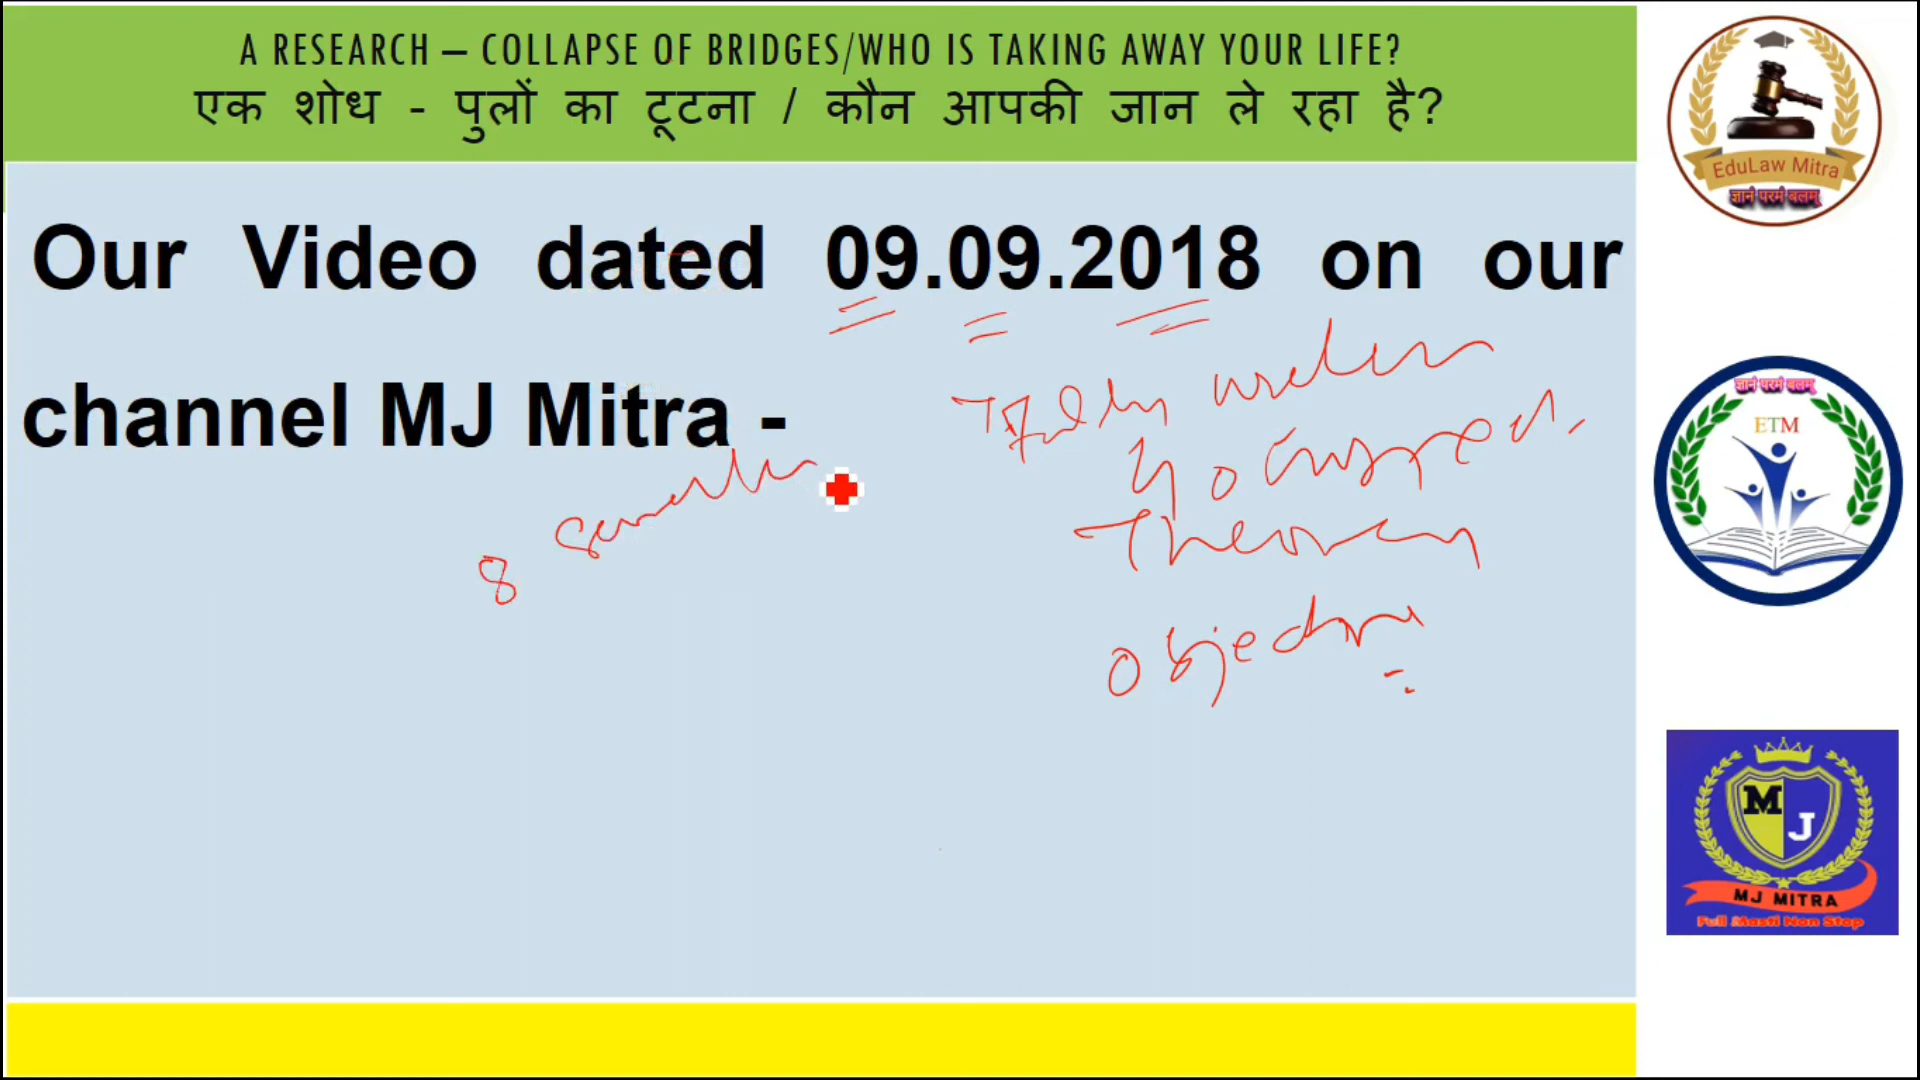 A RESEARCH – COLLAPSE OF BRIDGES/WHO IS TAKING AWAY YOUR LIFE?
एक शोध - पुलों का टूटना / कौन आपकी जान ले रहा है?
Our Video dated 09.09.2018 on our
channel MJ Mitra -
8
Theory
EduLaw Mitra
ज्ञानं परमं बलम्
ज्ञानं परमं बलम्
ETM
M J
MJ MITRA
Full Masti Non Stop